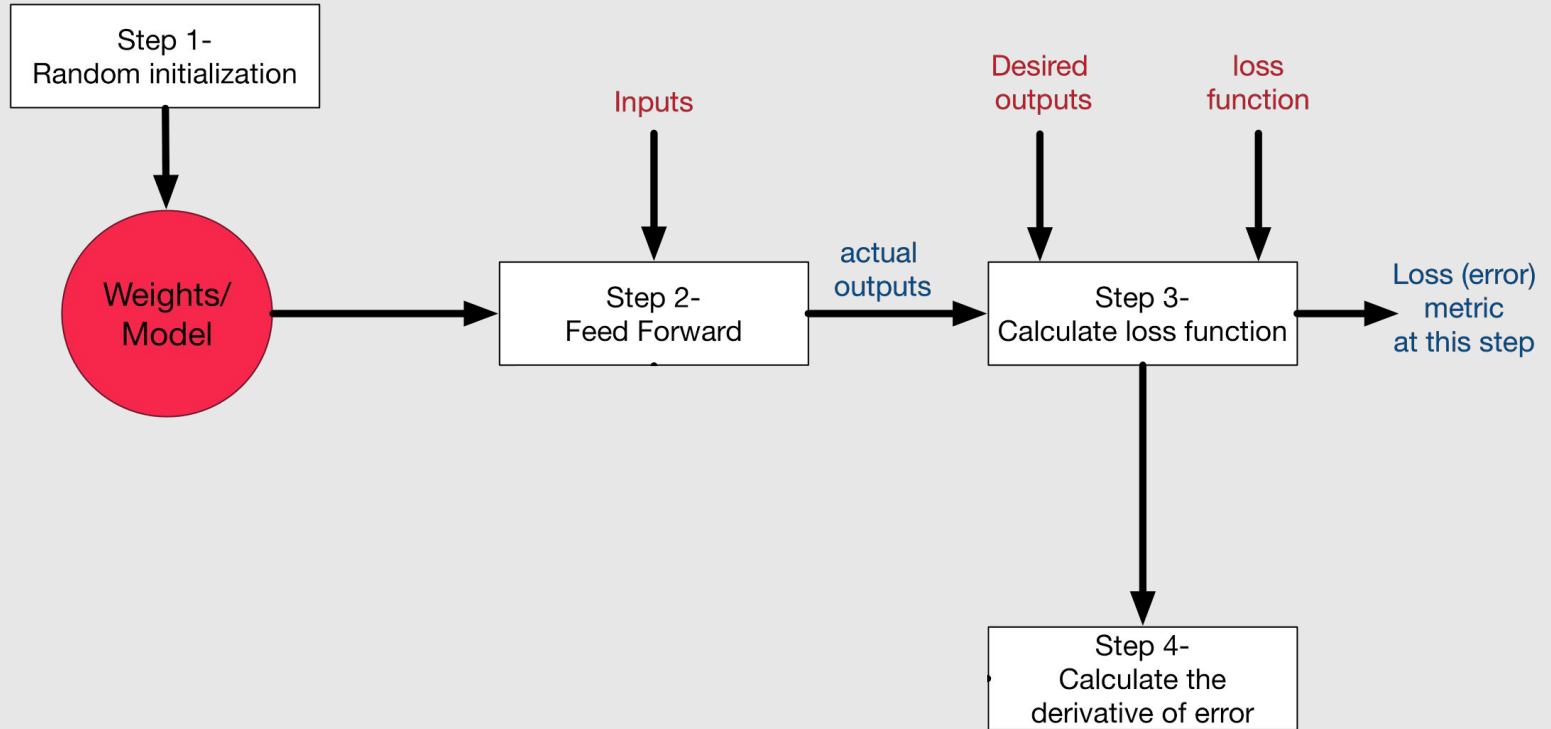 Step 1-
Random initialization
Weights/
Model
Inputs
Step 2-
Feed Forward
actual
outputs
Desired
outputs
loss
function
Step 3-
Calculate loss function
Loss (error)
metric
at this step
Step 4-
Calculate the
derivative of error